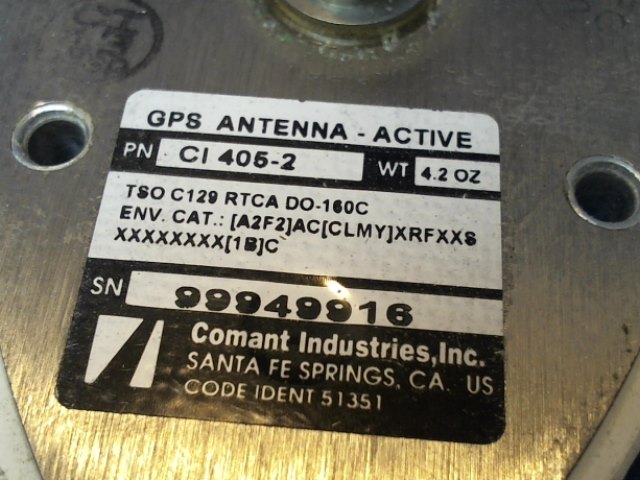 GPS ANTENNA - ACTIVE
PN CI 405-2 WT 4.2 OZ
TSO C129 RTCA DO-160C
ENV. CAT.: [A2F2]AC[CLMY]XRFXXS
XXXXXXXX[1B]C
SN 99949916
Comant Industries,Inc.
SANTA FE SPRINGS, CA. US
CODE IDENT 51351